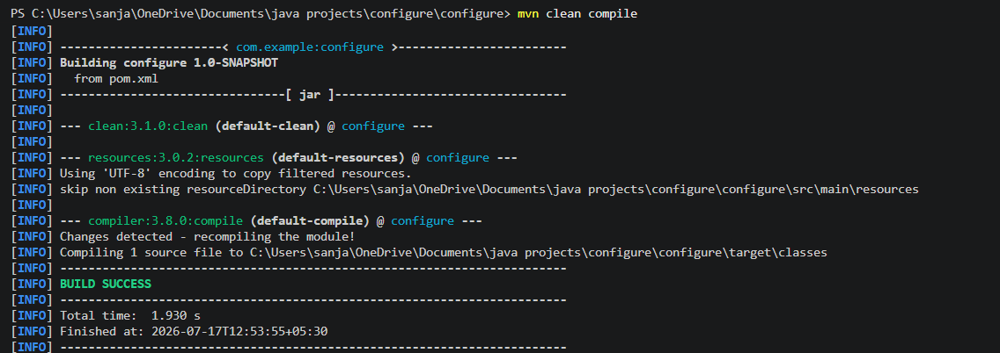 PS C:\Users\sanja\OneDrive\Documents\java projects\configure\configure> mvn clean compile
[INFO]
[INFO] -----------------------< com.example:configure >------------------------
[INFO] Building configure 1.0-SNAPSHOT
[INFO]   from pom.xml
[INFO] --------------------------------[ jar ]---------------------------------
[INFO]
[INFO] --- clean:3.1.0:clean (default-clean) @ configure ---
[INFO]
[INFO] --- resources:3.0.2:resources (default-resources) @ configure ---
[INFO] Using 'UTF-8' encoding to copy filtered resources.
[INFO] skip non existing resourceDirectory C:\Users\sanja\OneDrive\Documents\java projects\configure\configure\src\main\resources
[INFO]
[INFO] --- compiler:3.8.0:compile (default-compile) @ configure ---
[INFO] Changes detected - recompiling the module!
[INFO] Compiling 1 source file to C:\Users\sanja\OneDrive\Documents\java projects\configure\configure\target\classes
[INFO] ------------------------------------------------------------------------
[INFO] BUILD SUCCESS
[INFO] ------------------------------------------------------------------------
[INFO] Total time:  1.930 s
[INFO] Finished at: 2026-07-17T12:53:55+05:30
[INFO] ------------------------------------------------------------------------